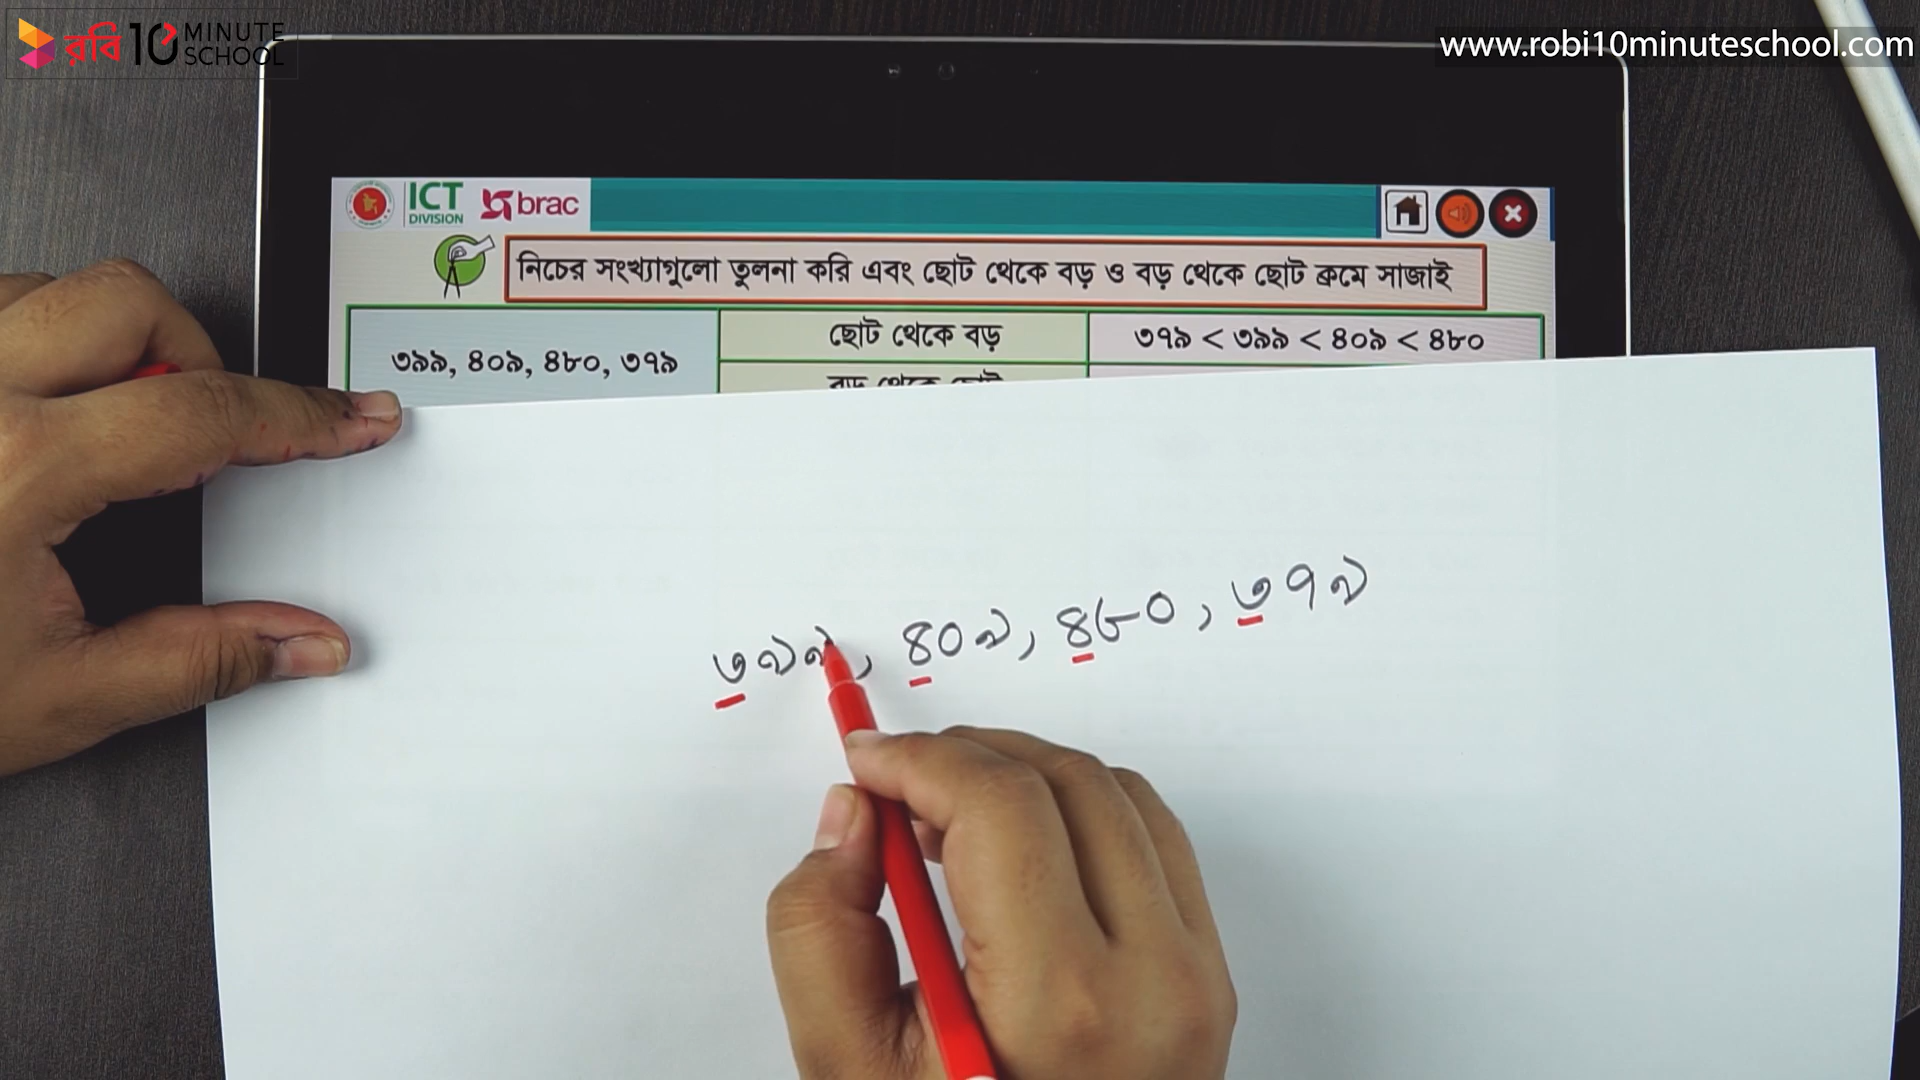 রবি 10 MINUTE SCHOOL
www.robi10minuteschool.com
ICT DIVISION brac
নিচের সংখ্যাগুলো তুলনা করি এবং ছোট থেকে বড় ও বড় থেকে ছোট ক্রমে সাজাই
ছোট থেকে বড়
৩৭৯ < ৩৯৯ < ৪০৯ < ৪৮০
৩৯৯, ৪০৯, ৪৮০, ৩৭৯
বড় থেকে ছোট
৩৯৯, ৪০৯, ৪৮০, ৩৭৯